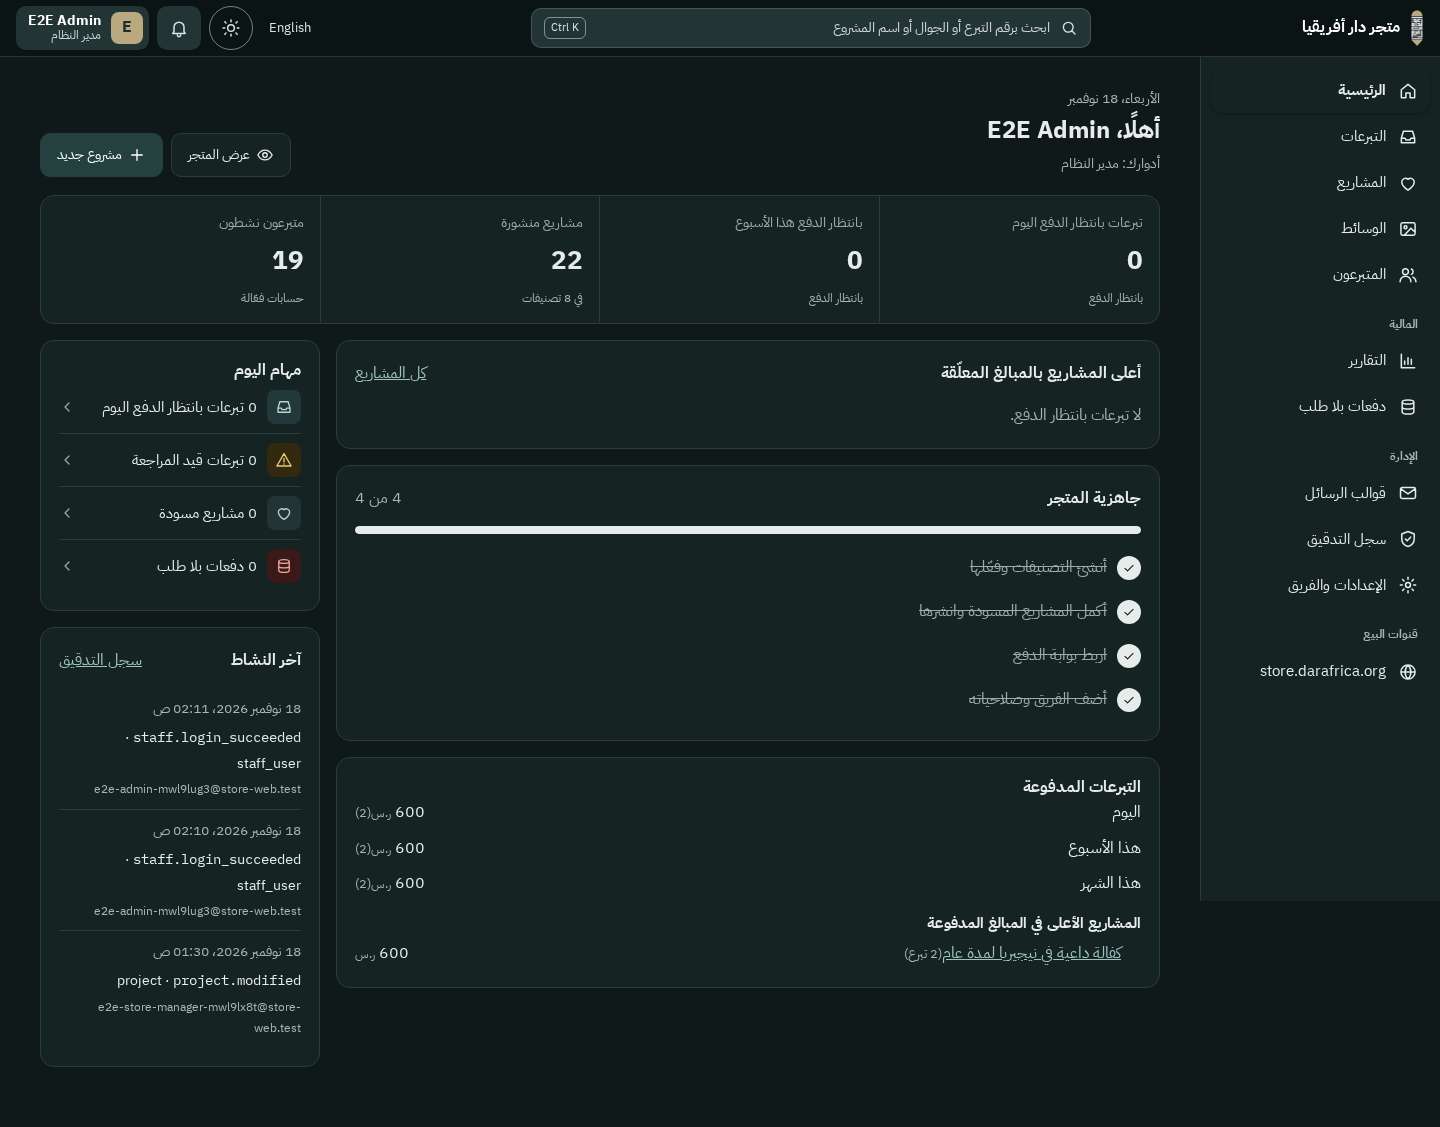 متجر دار أفريقيا
ابحث برقم التبرع أو الجوال أو اسم المشروع
Ctrl K
English
E2E Admin
مدير النظام
E
الرئيسية
التبرعات
المشاريع
الوسائط
المتبرعون
المالية
التقارير
دفعات بلا طلب
الإدارة
قوالب الرسائل
سجل التدقيق
الإعدادات والفريق
قنوات البيع
store.darafrica.org
الأربعاء، 18 نوفمبر
أهلًا، E2E Admin
أدوارك: مدير النظام
عرض المتجر
مشروع جديد
تبرعات بانتظار الدفع اليوم
0
بانتظار الدفع
بانتظار الدفع هذا الأسبوع
0
بانتظار الدفع
مشاريع منشورة
22
في 8 تصنيفات
متبرعون نشطون
19
حسابات فعّالة
أعلى المشاريع بالمبالغ المعلّقة
كل المشاريع
لا تبرعات بانتظار الدفع.
جاهزية المتجر
4 من 4
أنشئ التصنيفات وفعّلها
أكمل المشاريع المسودة وانشرها
اربط بوابة الدفع
أضف الفريق وصلاحياته
التبرعات المدفوعة
اليوم
600 ر.س(2)
هذا الأسبوع
600 ر.س(2)
هذا الشهر
600 ر.س(2)
المشاريع الأعلى في المبالغ المدفوعة
كفالة داعية في نيجيريا لمدة عام(2 تبرع)
600 ر.س
مهام اليوم
0 تبرعات بانتظار الدفع اليوم
0 تبرعات قيد المراجعة
0 مشاريع مسودة
0 دفعات بلا طلب
آخر النشاط
سجل التدقيق
18 نوفمبر 2026، 02:11 ص
staff.login_succeeded ·
staff_user
e2e-admin-mwl9lug3@store-web.test
18 نوفمبر 2026، 02:10 ص
staff.login_succeeded ·
staff_user
e2e-admin-mwl9lug3@store-web.test
18 نوفمبر 2026، 01:30 ص
project.modified · project
e2e-store-manager-mwl9lx8t@store-
web.test